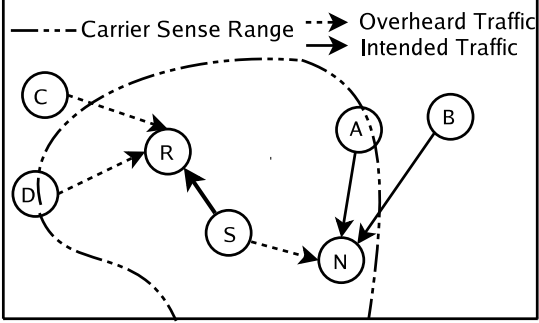 Carrier Sense Range
Overheard Traffic
Intended Traffic
C
A
B
R
D
S
N